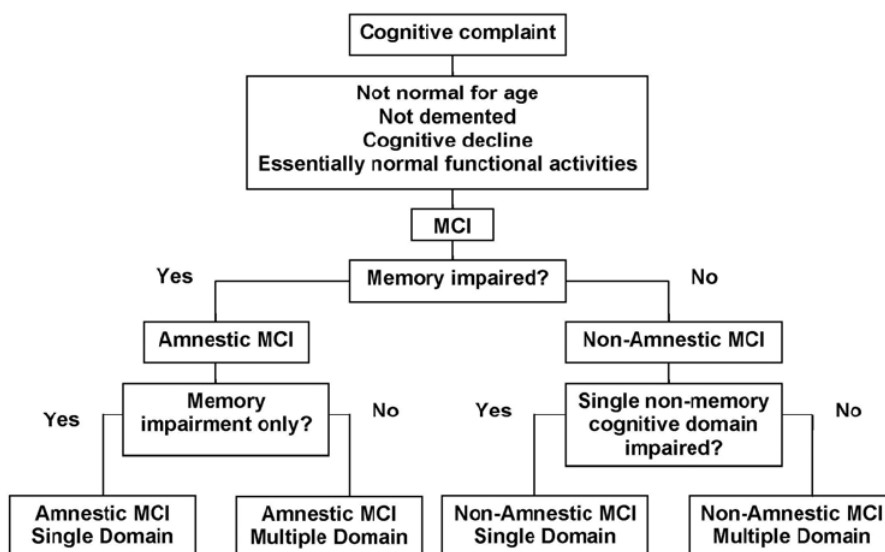 Cognitive complaint
Not normal for age
Not demented
Cognitive decline
Essentially normal functional activities
MCI
Yes
Memory impaired?
No
Amnestic MCI
Non-Amnestic MCI
Yes
Memory
impairment only?
No
Yes
Single non-memory
cognitive domain
impaired?
No
Amnestic MCI
Single Domain
Amnestic MCI
Multiple Domain
Non-Amnestic MCI
Single Domain
Non-Amnestic MCI
Multiple Domain